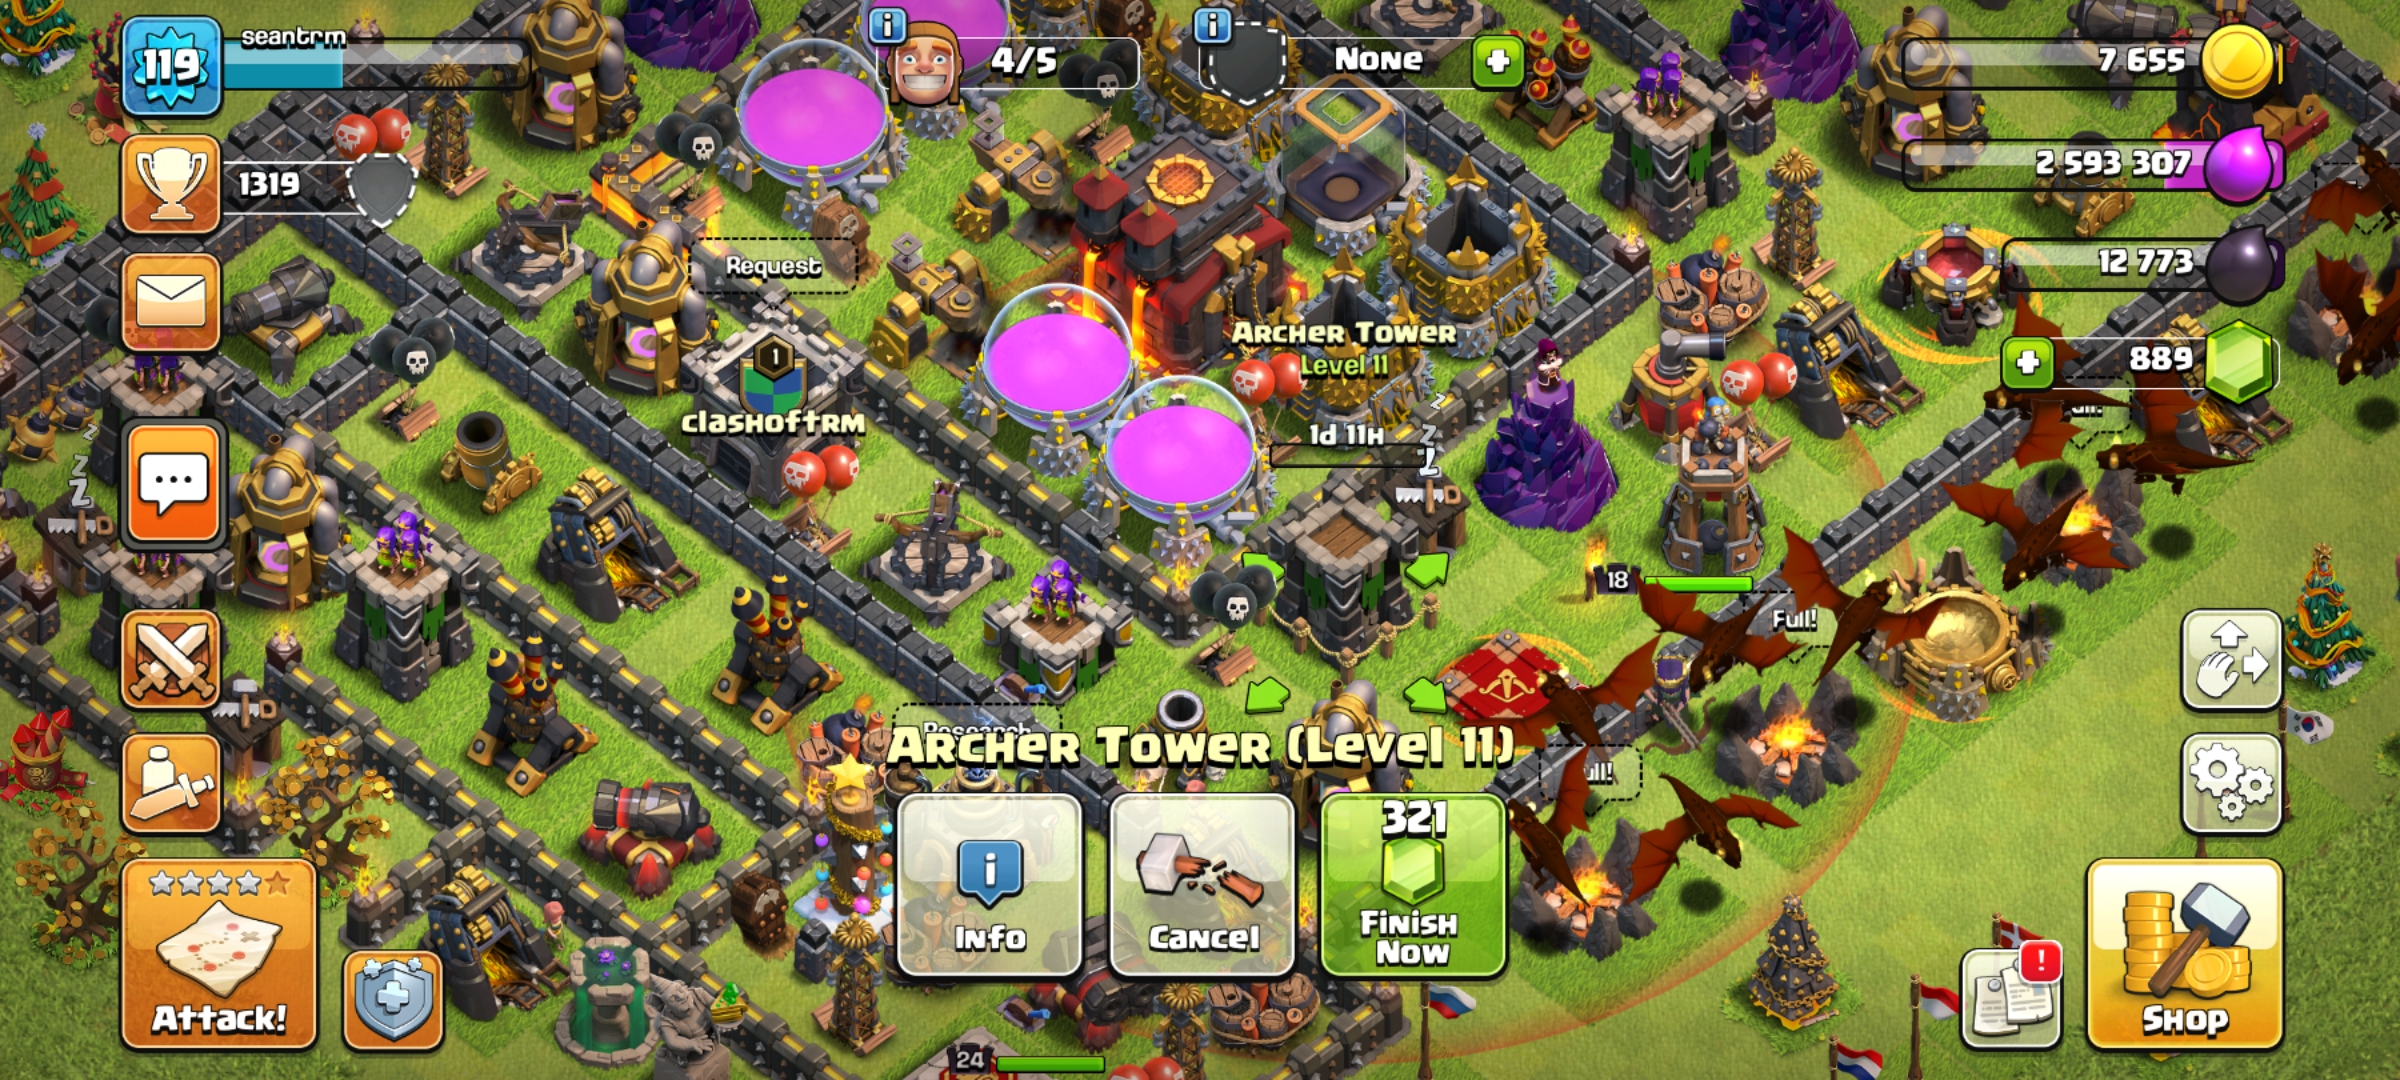 119
seantrm
4/5
None
7 655
1319
2 593 307
Request
12 773
Archer Tower
Level 11
889
1
clashoftRM
1d 11H
z
Z
Z
z
Z
Z
18
Full!
Research
Archer Tower (Level 11)
321
Info
Cancel
Finish
Now
Attack!
!
Shop
24